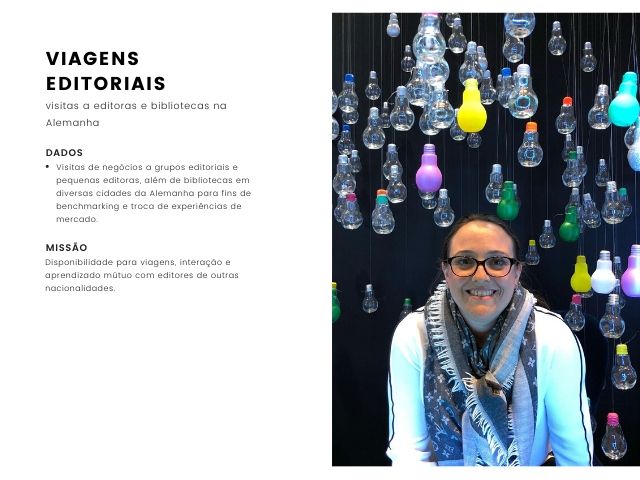 VIAGENS
EDITORIAIS
visitas a editoras e bibliotecas na
Alemanha
DADOS
• Visitas de negócios a grupos editoriais e
pequenas editoras, além de bibliotecas em
diversas cidades da Alemanha para fins de
benchmarking e troca de experiências de
mercado.
MISSÃO
Disponibilidade para viagens, interação e
aprendizado mútuo com editores de outras
nacionalidades.